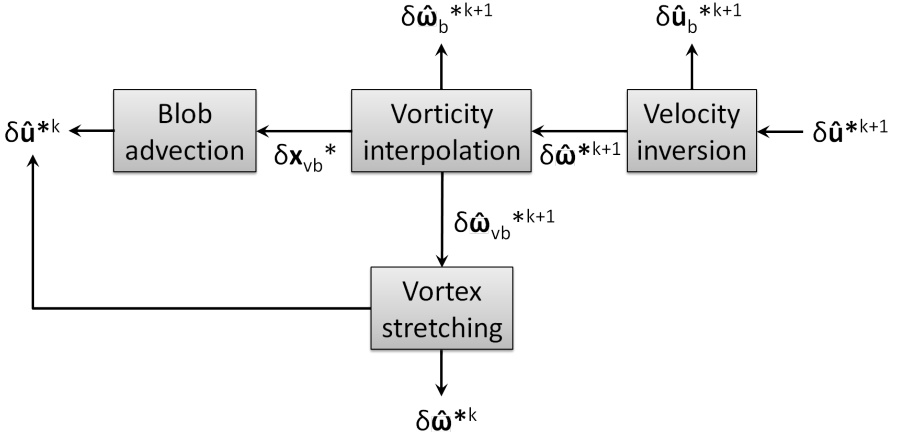 δω̂_b*^{k+1}
δû_b*^{k+1}
Blob
advection
Vorticity
interpolation
Velocity
inversion
δû*^k
δx_vb*
δω̂*^{k+1}
δû*^{k+1}
δω̂_vb*^{k+1}
Vortex
stretching
δω̂*^k